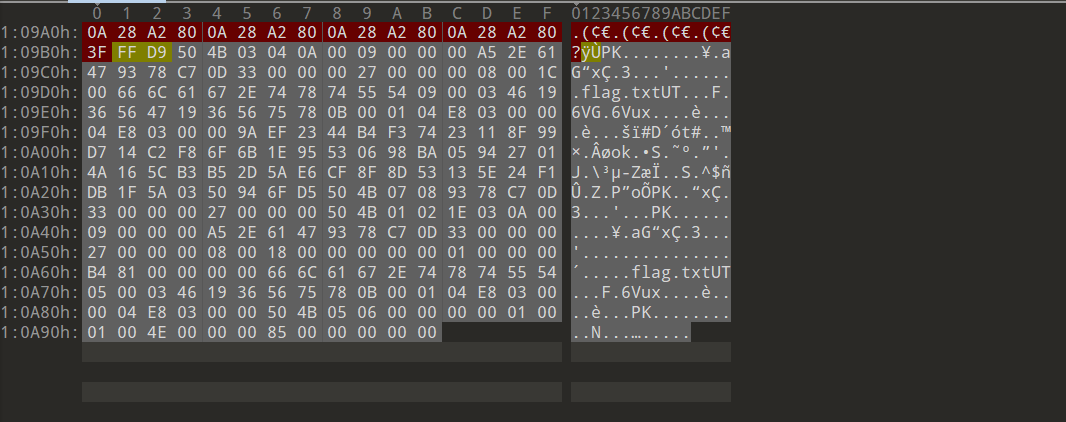 0 1 2 3 4 5 6 7 8 9 A B C D E F 0123456789ABCDEF
1:09A0h: 0A 28 A2 80 0A 28 A2 80 0A 28 A2 80 0A 28 A2 80 .(¢€.(¢€.(¢€.(¢€
1:09B0h: 3F FF D9 50 4B 03 04 0A 00 09 00 00 00 A5 2E 61 ?ÿÙPK........¥.a
1:09C0h: 47 93 78 C7 0D 33 00 00 00 27 00 00 00 08 00 1C G“xÇ.3...'......
1:09D0h: 00 66 6C 61 67 2E 74 78 74 55 54 09 00 03 46 19 .flag.txtUT...F.
1:09E0h: 36 56 47 19 36 56 75 78 0B 00 01 04 E8 03 00 00 6VG.6Vux....è...
1:09F0h: 04 E8 03 00 00 9A EF 23 44 B4 F3 74 23 11 8F 99 .è...šï#D´ót#..™
1:0A00h: D7 14 C2 F8 6F 6B 1E 95 53 06 98 BA 05 94 27 01 ×.Âøok.•S.˜º.”'.
1:0A10h: 4A 16 5C B3 B5 2D 5A E6 CF 8F 8D 53 13 5E 24 F1 J.\³µ-ZæÏ..S.^$ñ
1:0A20h: DB 1F 5A 03 50 94 6F D5 50 4B 07 08 93 78 C7 0D Û.Z.P”oÕPK..“xÇ.
1:0A30h: 33 00 00 00 27 00 00 00 50 4B 01 02 1E 03 0A 00 3...'...PK......
1:0A40h: 09 00 00 00 A5 2E 61 47 93 78 C7 0D 33 00 00 00 ....¥.aG“xÇ.3...
1:0A50h: 27 00 00 00 08 00 18 00 00 00 00 00 01 00 00 00 '...............
1:0A60h: B4 81 00 00 00 00 66 6C 61 67 2E 74 78 74 55 54 ´.....flag.txtUT
1:0A70h: 05 00 03 46 19 36 56 75 78 0B 00 01 04 E8 03 00 ...F.6Vux....è..
1:0A80h: 00 04 E8 03 00 00 50 4B 05 06 00 00 00 00 01 00 ..è...PK........
1:0A90h: 01 00 4E 00 00 00 85 00 00 00 00 00 ..N...….....